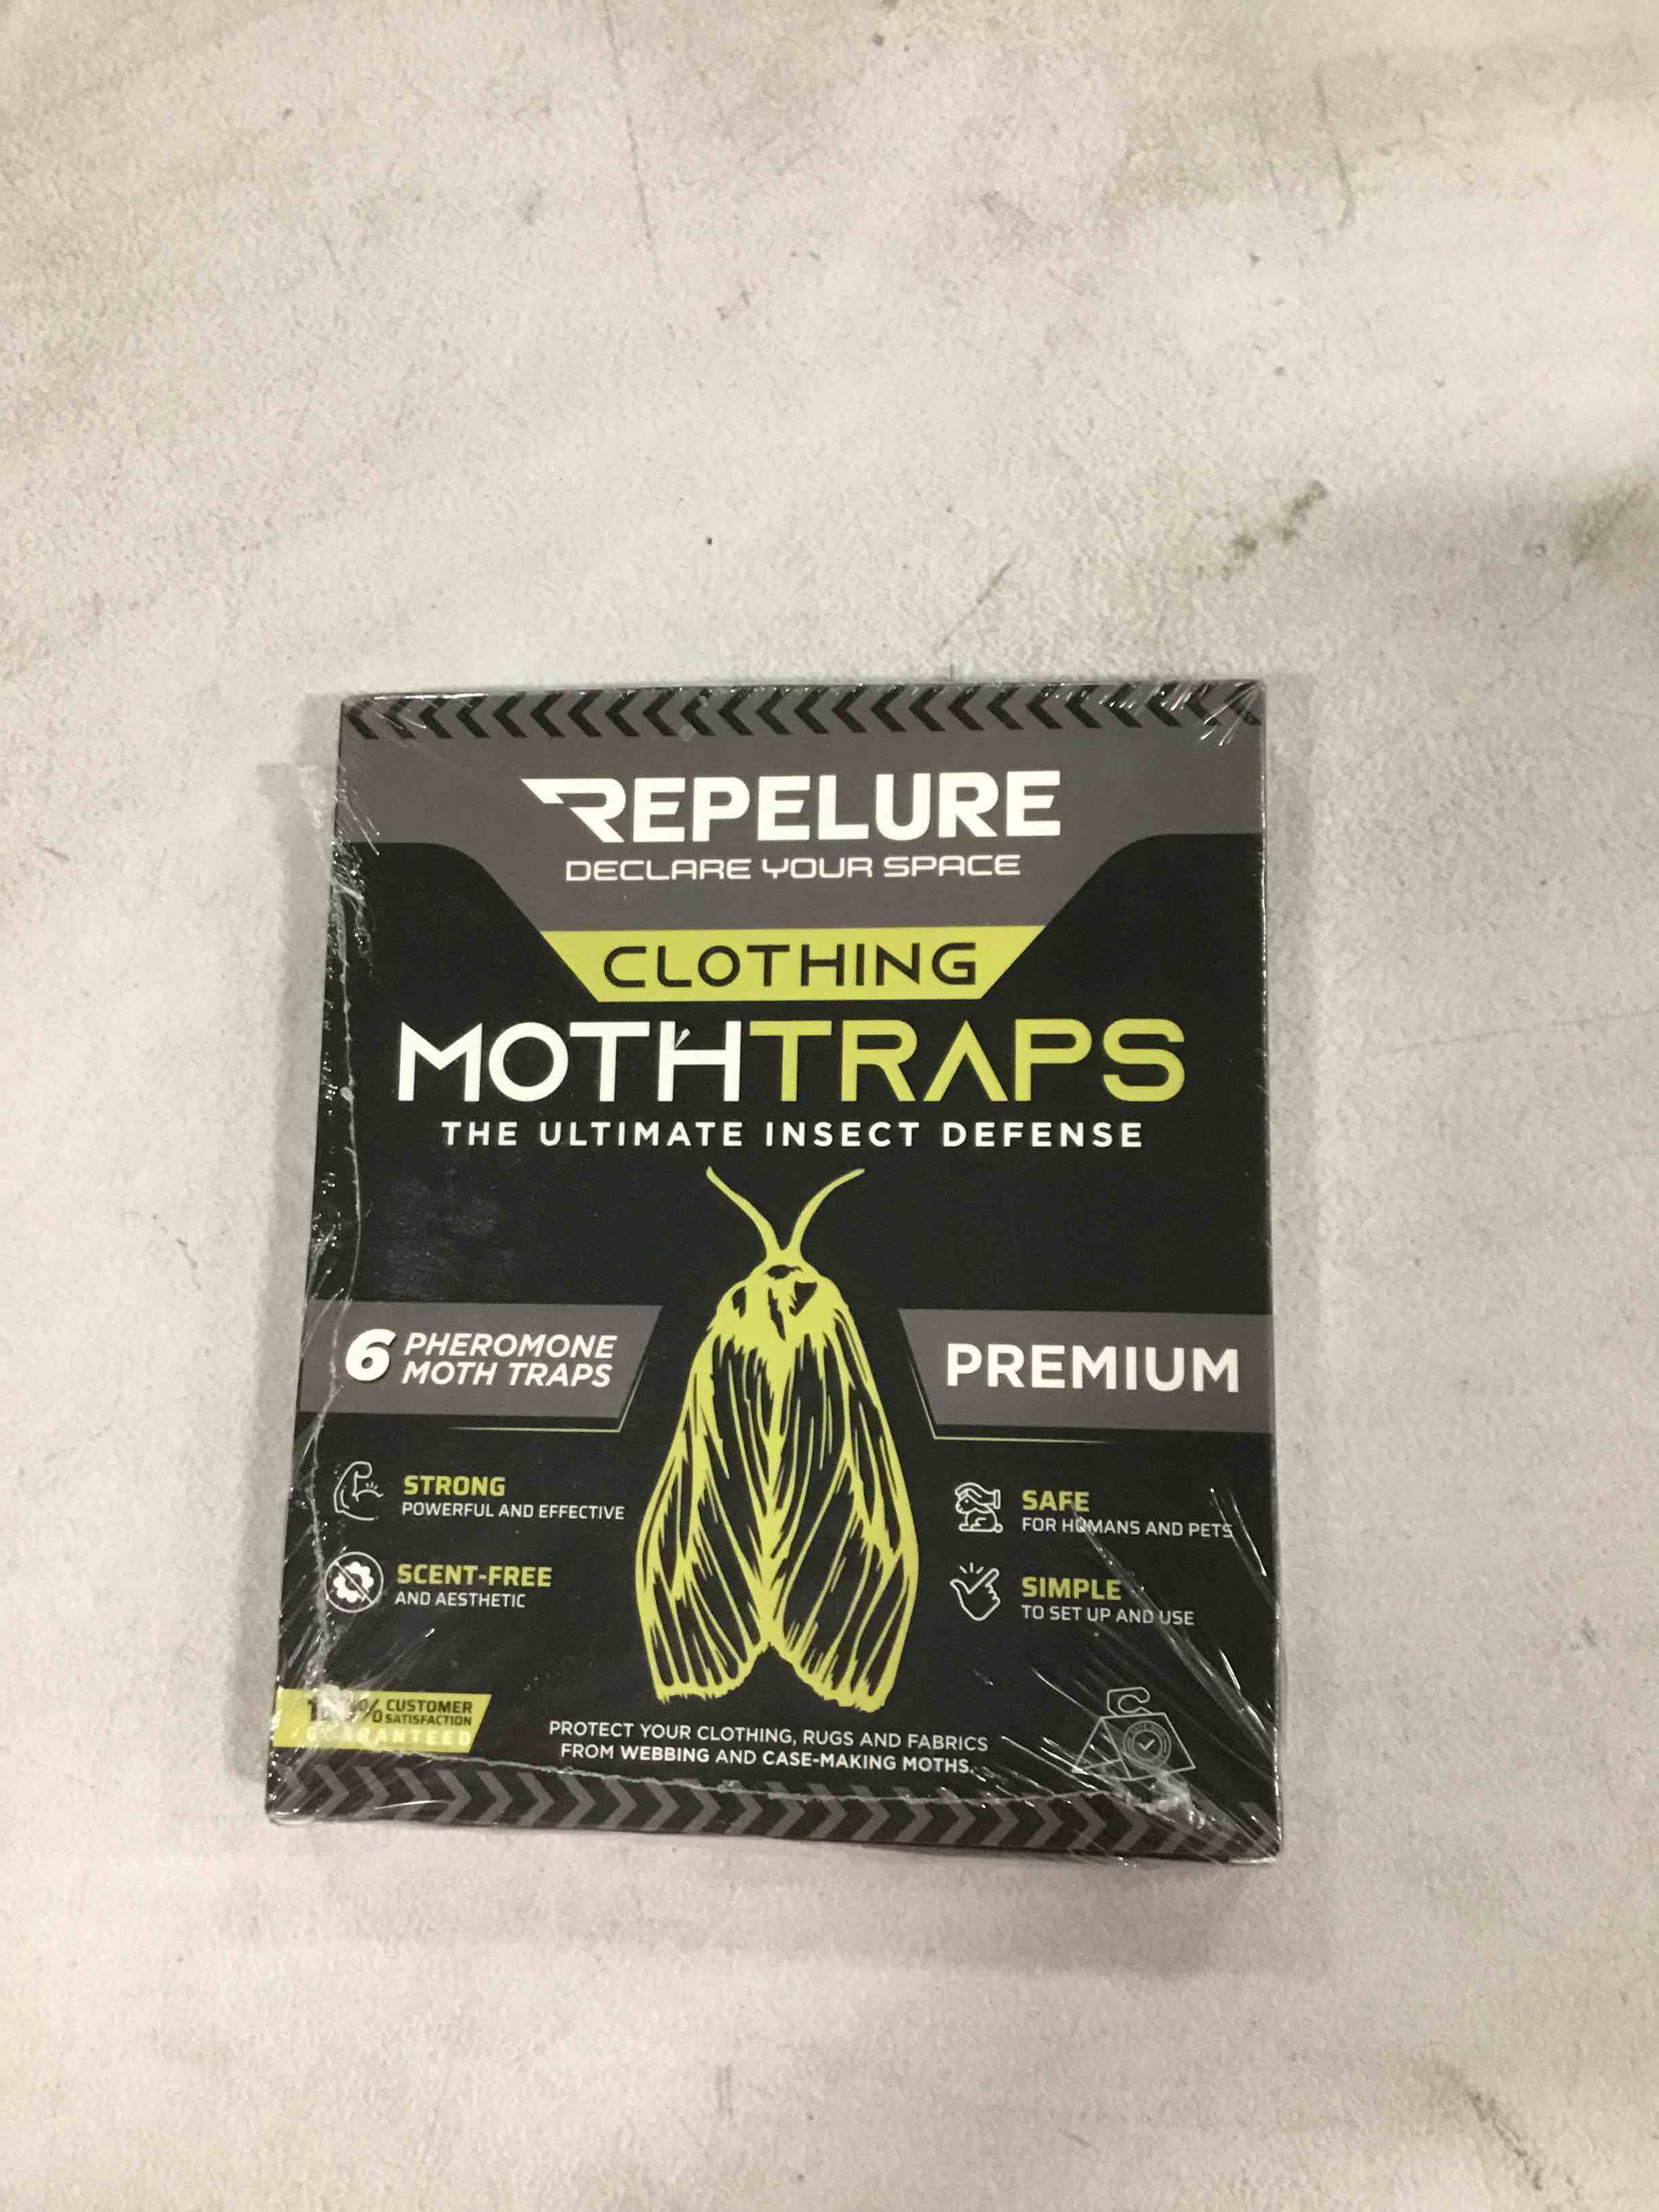 REPELURE
DECLARE YOUR SPACE
CLOTHING
MOTHTRAPS
THE ULTIMATE INSECT DEFENSE
6 PHEROMONE
MOTH TRAPS
PREMIUM
STRONG
POWERFUL AND EFFECTIVE
SCENT-FREE
AND AESTHETIC
SAFE
FOR HUMANS AND PETS
SIMPLE
TO SET UP AND USE
100% CUSTOMER
SATISFACTION
GUARANTEED
PROTECT YOUR CLOTHING, RUGS AND FABRICS
FROM WEBBING AND CASE-MAKING MOTHS.